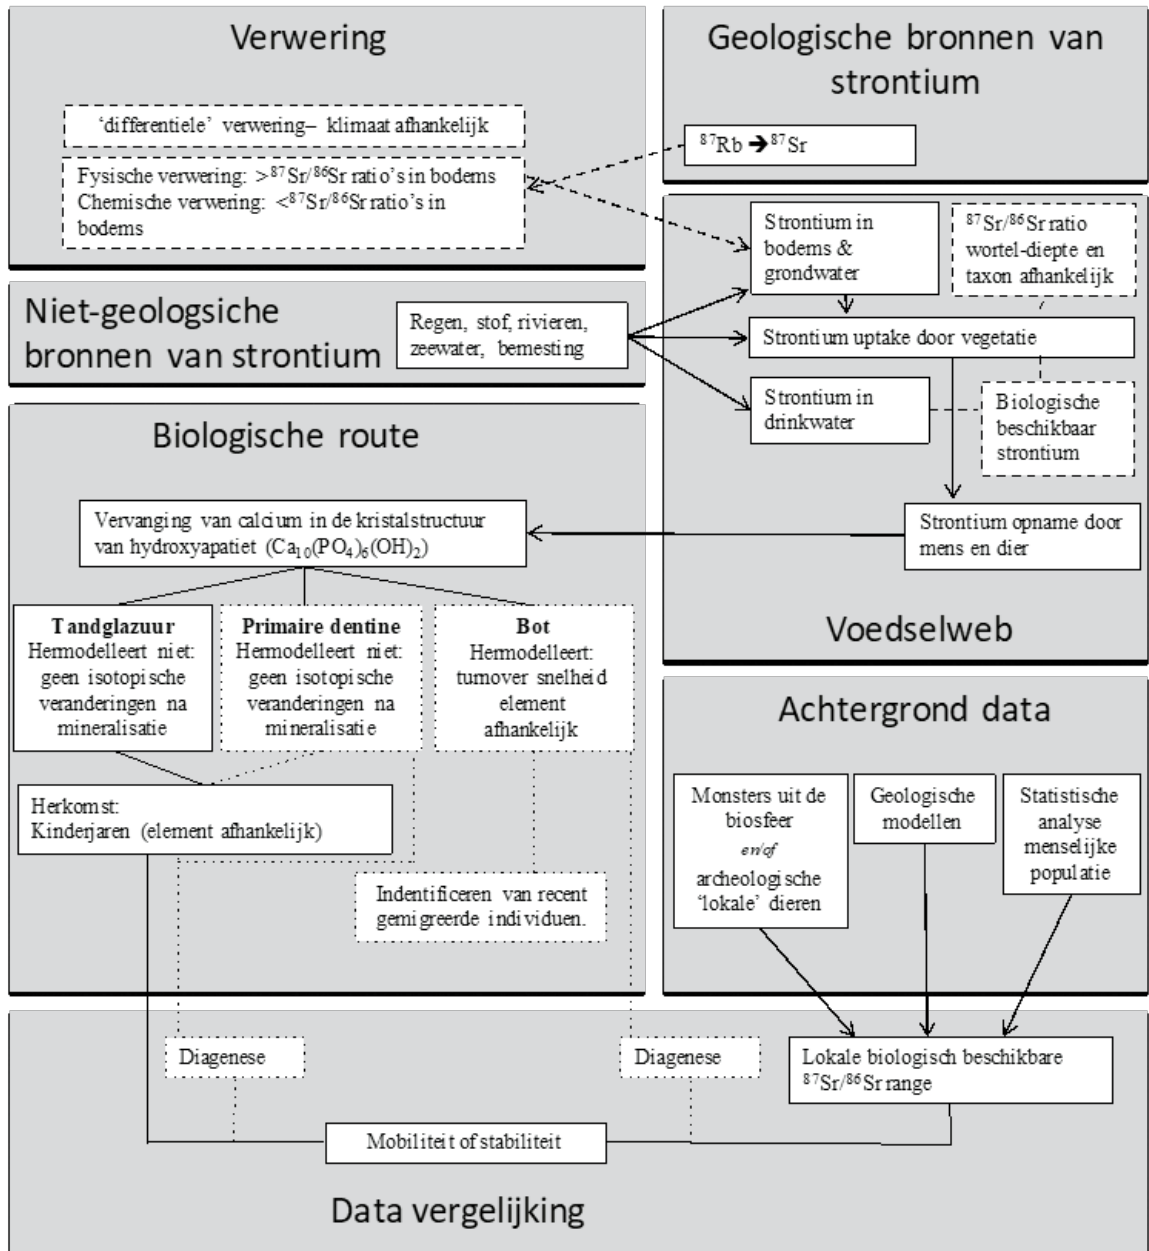 Verwering
‘differentiele’ verwering– klimaat afhankelijk
Fysische verwering: >⁸⁷Sr/⁸⁶Sr ratio’s in bodems
Chemische verwering: <⁸⁷Sr/⁸⁶Sr ratio’s in
bodems
Geologische bronnen van
strontium
⁸⁷Rb ➔ ⁸⁷Sr
Niet-geologsiche
bronnen van strontium
Regen, stof, rivieren,
zeewater, bemesting
Strontium in
bodems &
grondwater
⁸⁷Sr/⁸⁶Sr ratio
wortel-diepte en
taxon afhankelijk
Strontium uptake door vegetatie
Strontium in
drinkwater
Biologische
beschikbaar
strontium
Strontium opname door
mens en dier
Voedselweb
Biologische route
Vervanging van calcium in de kristalstructuur
van hydroxyapatiet (Ca₁₀(PO₄)₆(OH)₂)
Tandglazuur
Hermodelleert niet:
geen isotopische
veranderingen na
mineralisatie
Primaire dentine
Hermodelleert niet:
geen isotopische
veranderingen na
mineralisatie
Bot
Hermodelleert:
turnover snelheid
element
afhankelijk
Herkomst:
Kinderjaren (element afhankelijk)
Indentificeren van recent
gemigreerde individuen.
Achtergrond data
Monsters uit de
biosfeer
en/of
archeologische
‘lokale’ dieren
Geologische
modellen
Statistische
analyse
menselijke
populatie
Diagenese
Diagenese
Lokale biologisch beschikbare
⁸⁷Sr/⁸⁶Sr range
Mobiliteit of stabiliteit
Data vergelijking